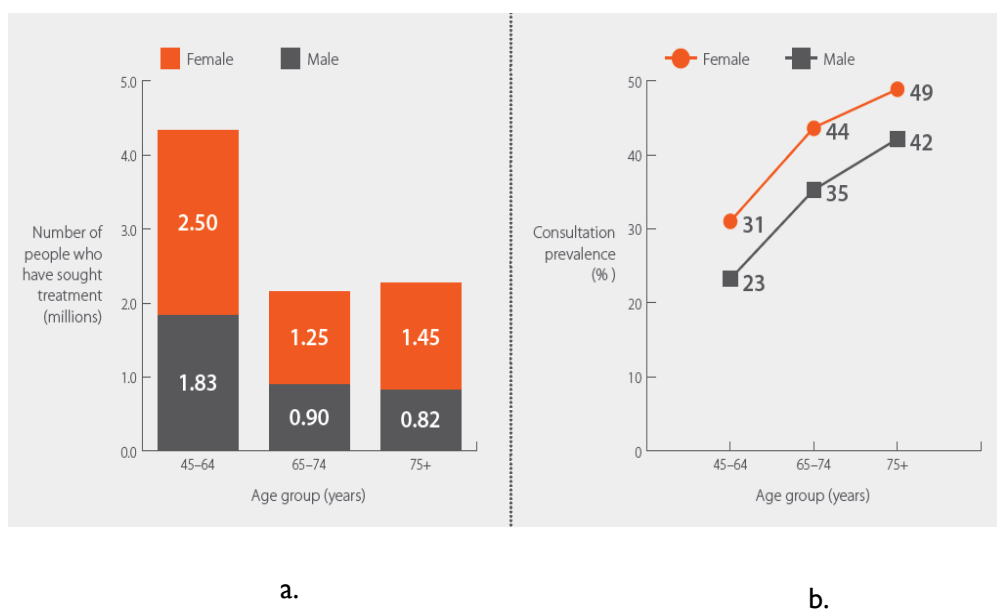 Female Male
5.0
4.0
3.0
2.0
1.0
0.0
Number of
people who
have sought
treatment
(millions)
2.50
1.83
1.25
0.90
1.45
0.82
45–64 65–74 75+
Age group (years)
a.
Female Male
50
40
30
20
10
0
Consultation
prevalence
(% )
31
44
49
23
35
42
45–64 65–74 75+
Age group (years)
b.